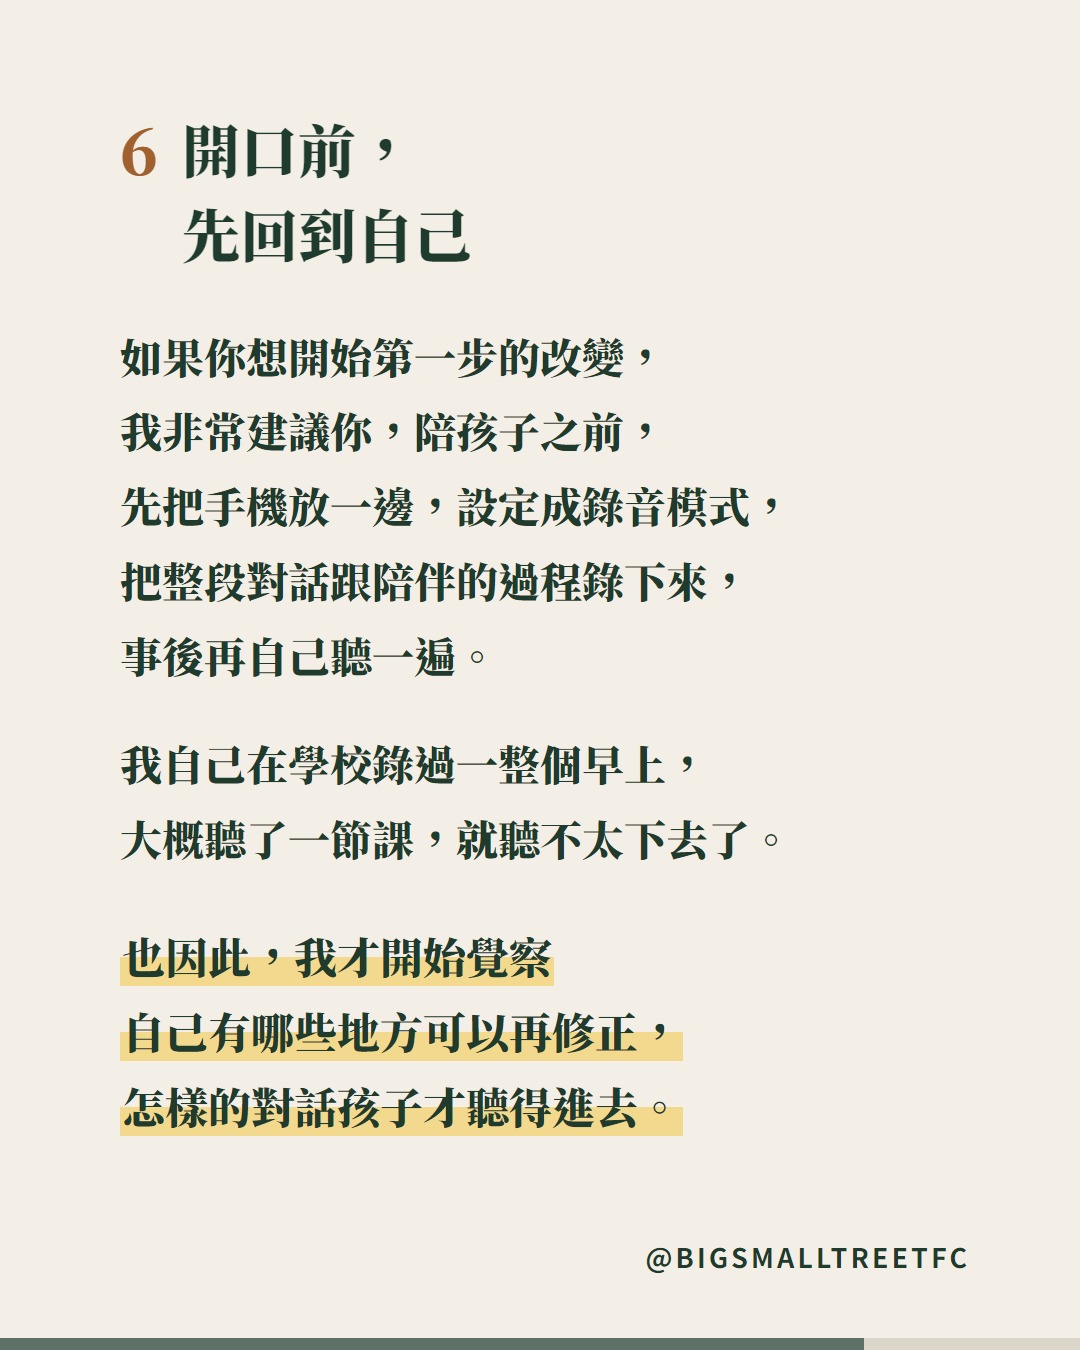 6 開口前，
先回到自己
如果你想開始第一步的改變，
我非常建議你，陪孩子之前，
先把手機放一邊，設定成錄音模式，
把整段對話跟陪伴的過程錄下來，
事後再自己聽一遍。
我自己在學校錄過一整個早上，
大概聽了一節課，就聽不太下去了。
也因此，我才開始覺察
自己有哪些地方可以再修正，
怎樣的對話孩子才聽得進去。
@BIGSMALLTREETFC